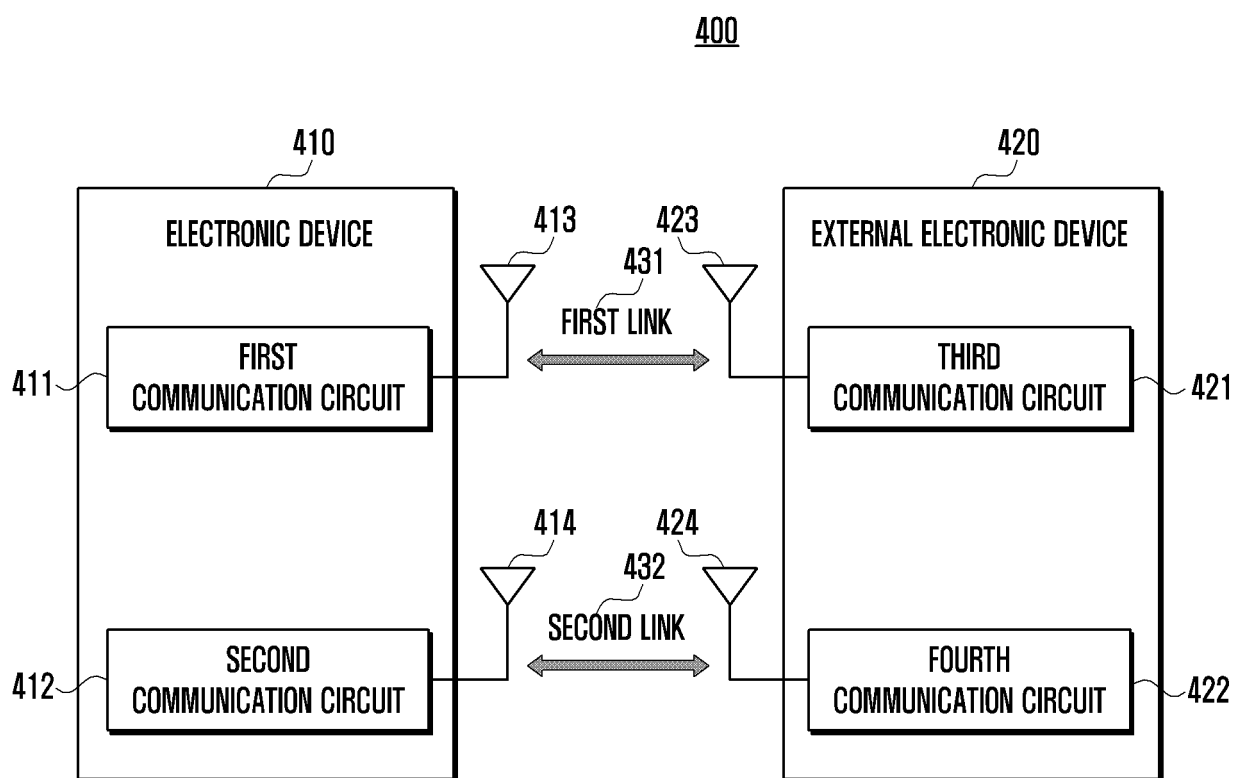 400
410
420
ELECTRONIC DEVICE
413
423
EXTERNAL ELECTRONIC DEVICE
431
FIRST LINK
FIRST
COMMUNICATION CIRCUIT
411
THIRD
COMMUNICATION CIRCUIT
421
414
424
432
SECOND LINK
SECOND
COMMUNICATION CIRCUIT
412
FOURTH
COMMUNICATION CIRCUIT
422